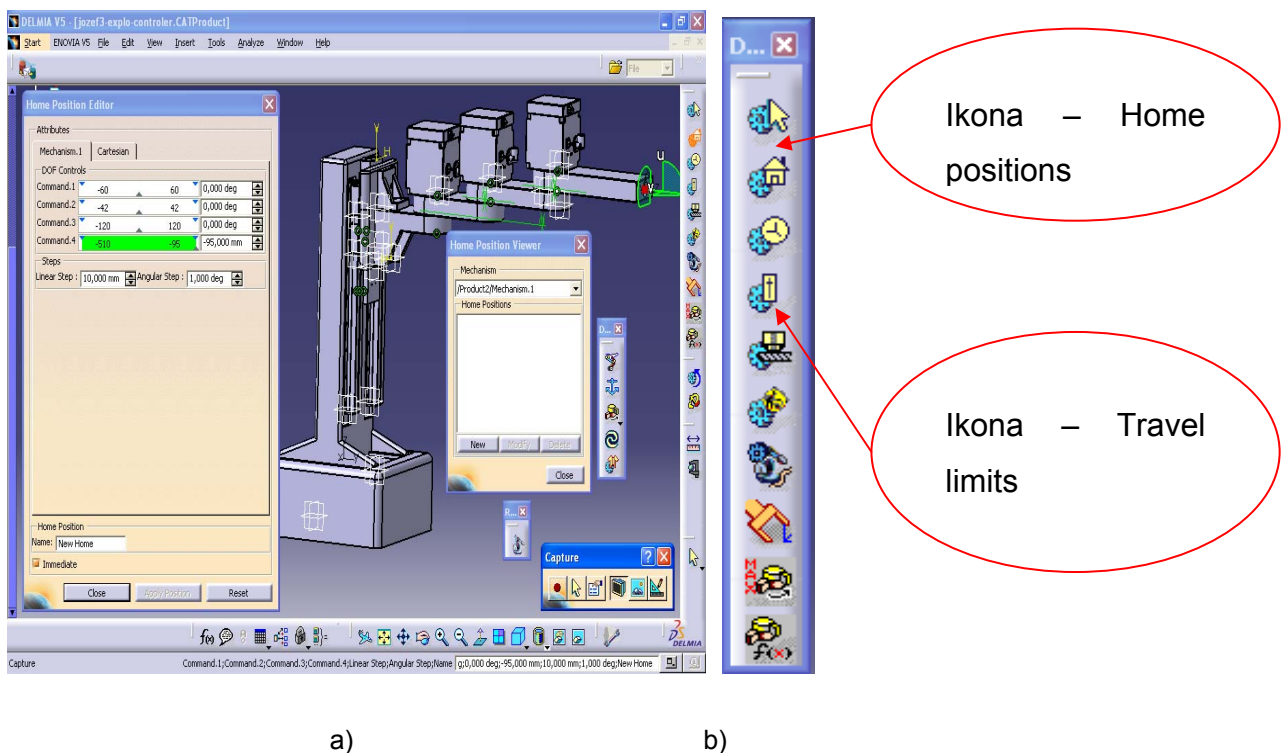 DELMIA V5 - [jozef3-explo-controler.CATProduct]
Start ENOVIA V5 File Edit View Insert Tools Analyze Window Help
File
Home Position Editor
Attributes
Mechanism.1 Cartesian
DOF Controls
Command.1 -60 60 0,000 deg
Command.2 -42 42 0,000 deg
Command.3 -120 120 0,000 deg
Command.4 -510 -95 -95,000 mm
Steps
Linear Step : 10,000 mm Angular Step : 1,000 deg
Home Position
Name: New Home
Immediate
Close Apply Position Reset
Home Position Viewer
Mechanism
/Product2/Mechanism.1
Home Positions
New Modify Delete
Close
D...
R...
Capture
DELMIA
Capture Command.1;Command.2;Command.3;Command.4;Linear Step;Angular Step;Name g;0,000 deg;-95,000 mm;10,000 mm;1,000 deg;New Home
D...
MAX
f(x)
Ikona – Home
positions
Ikona – Travel
limits
a) b)